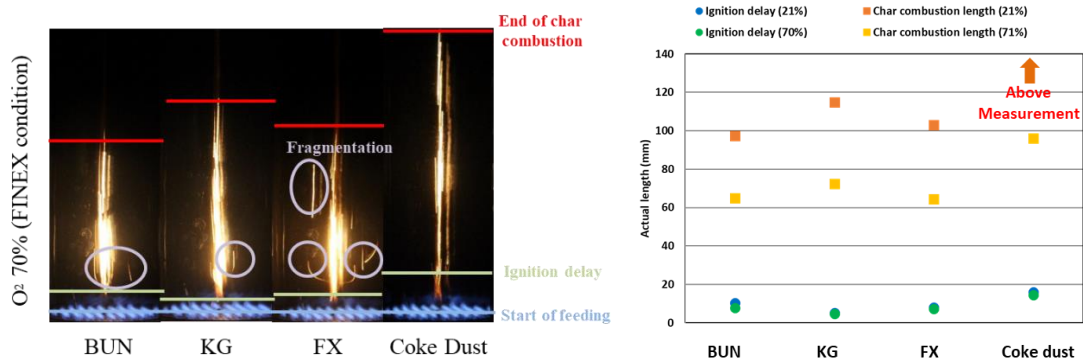 O² 70% (FINEX condition)
End of char
combustion
Fragmentation
Ignition delay
Start of feeding
BUN
KG
FX
Coke Dust
Ignition delay (21%)
Char combustion length (21%)
Ignition delay (70%)
Char combustion length (71%)
Actual length (mm)
140
120
100
80
60
40
20
0
Above
Measurement
BUN
KG
FX
Coke dust